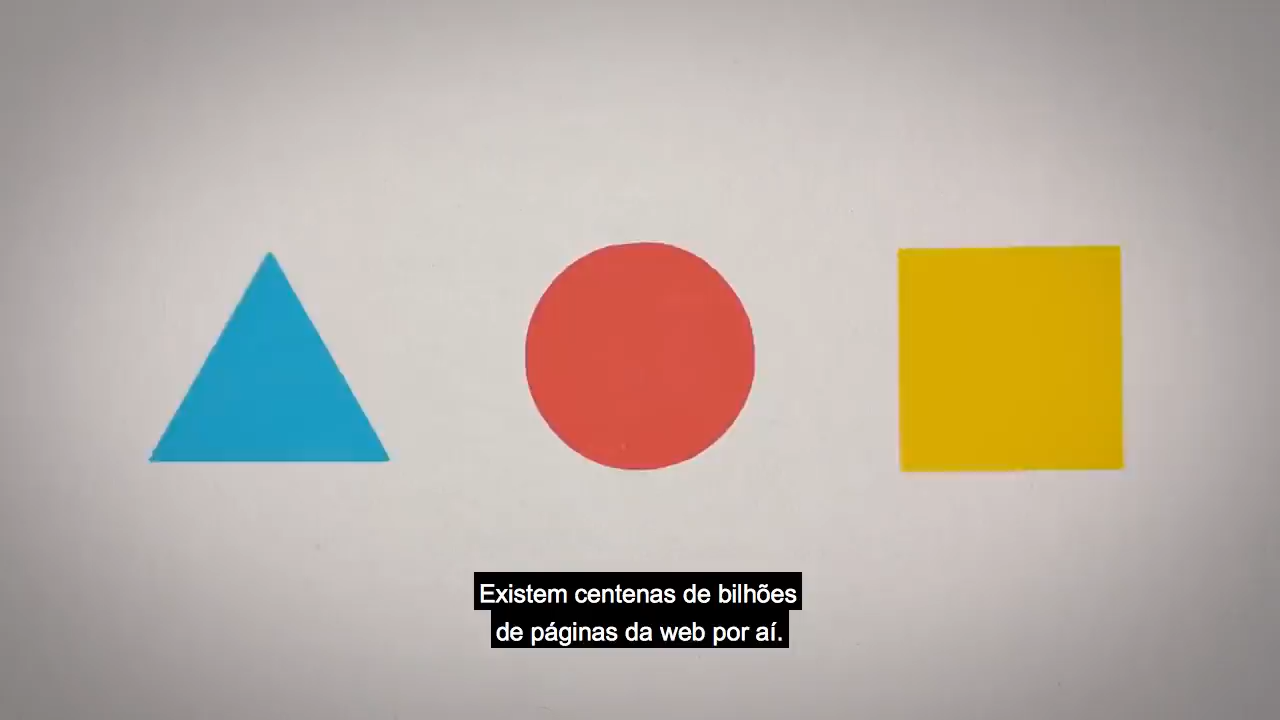 Existem centenas de bilhões
de páginas da web por aí.